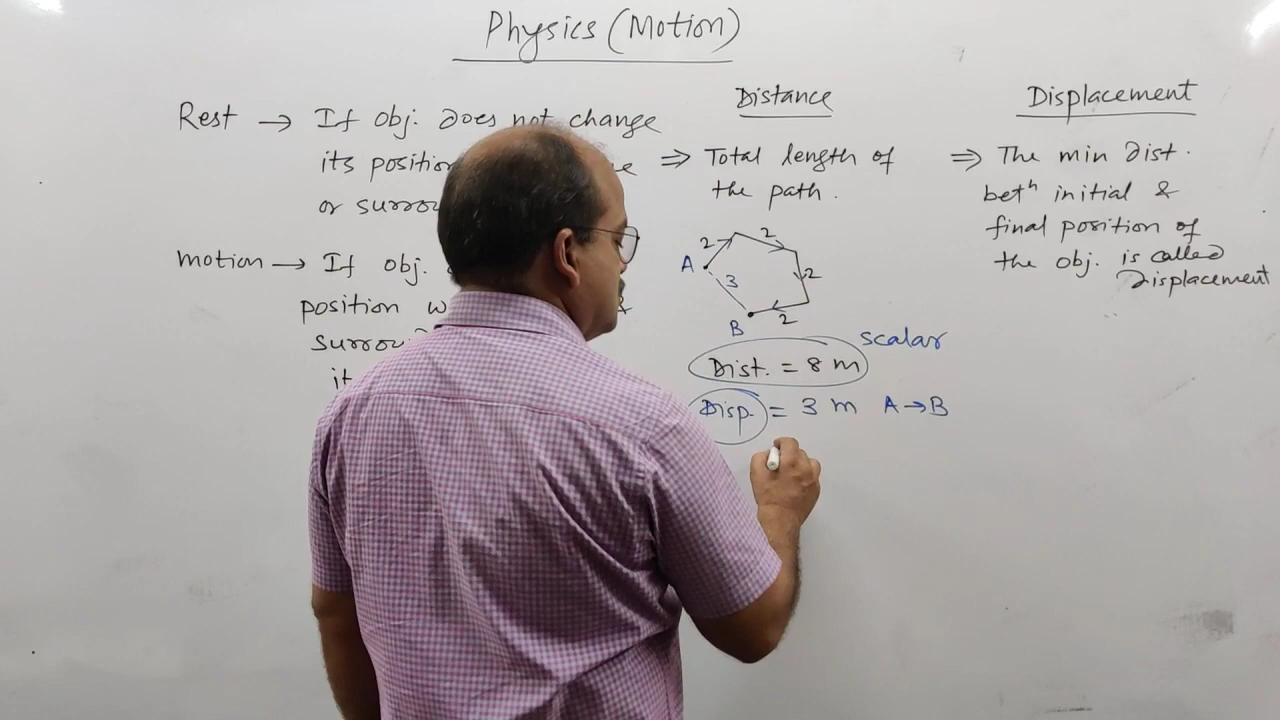 Physics (Motion)
Rest → If obj. does not change
its position
or surrou
motion → If obj.
position w
surrou
it
Distance
⇒ Total length of
the path.
2 2
A 2
3
B 2
Dist. = 8 m scalar
Disp. = 3 m A→B
Displacement
⇒ The min dist.
betⁿ initial &
final position of
the obj. is called
Displacement